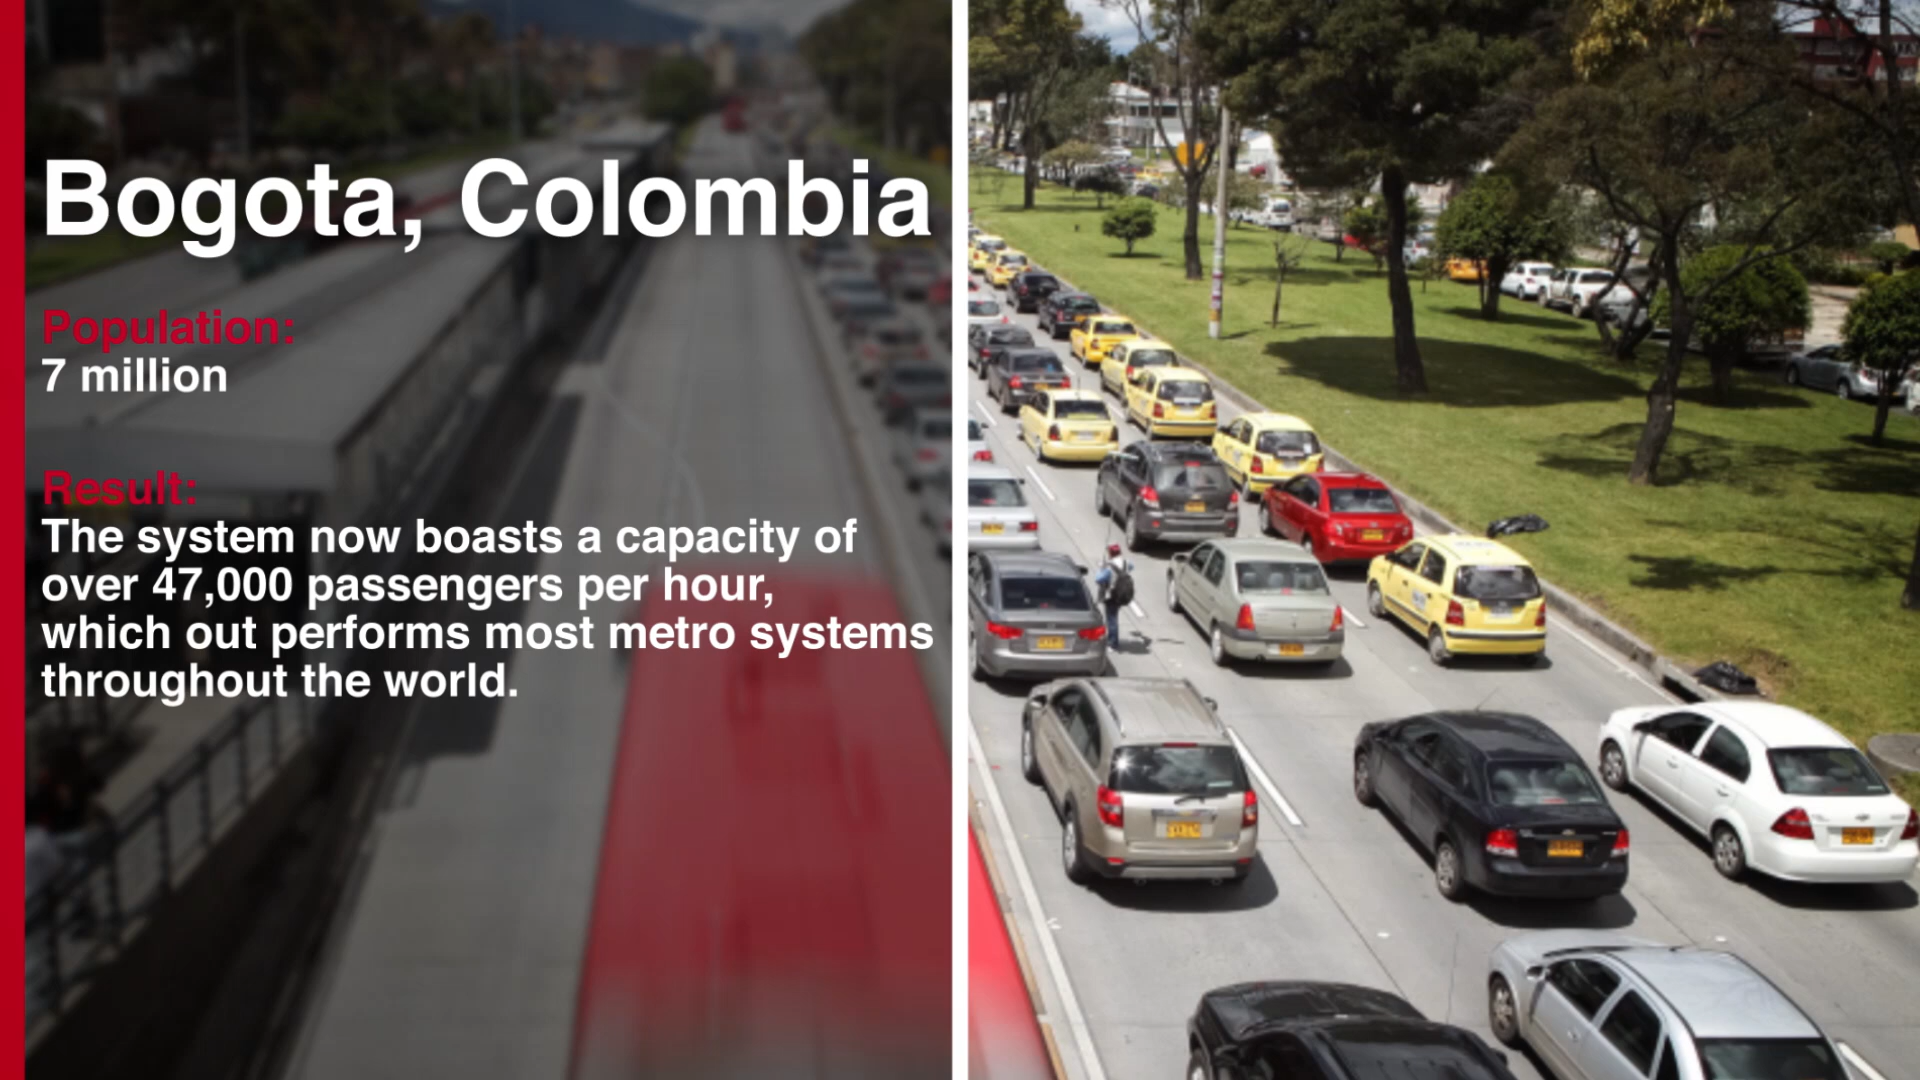 Bogota, Colombia
Population:
7 million
Result:
The system now boasts a capacity of
over 47,000 passengers per hour,
which out performs most metro systems
throughout the world.